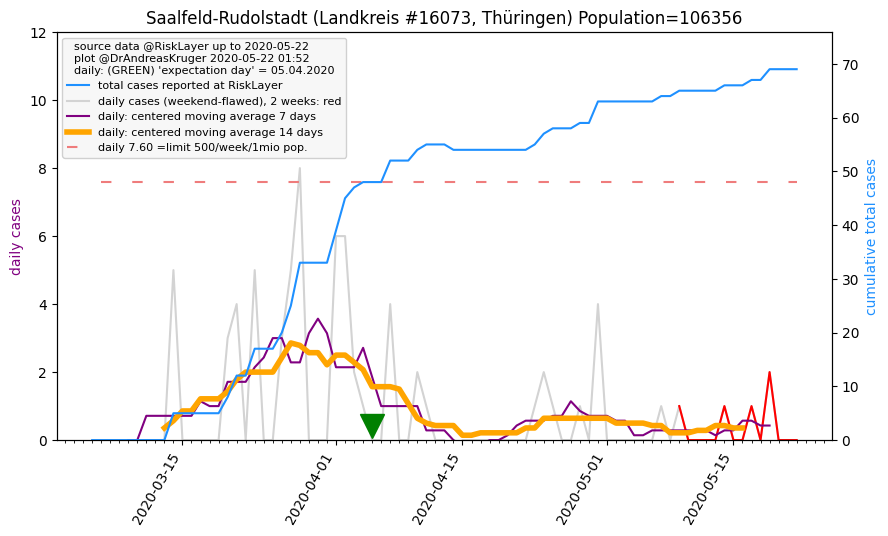 Saalfeld-Rudolstadt (Landkreis #16073, Thüringen) Population=106356
source data @RiskLayer up to 2020-05-22
plot @DrAndreasKruger 2020-05-22 01:52
daily: (GREEN) 'expectation day' = 05.04.2020
total cases reported at RiskLayer
daily cases (weekend-flawed), 2 weeks: red
daily: centered moving average 7 days
daily: centered moving average 14 days
daily 7.60 =limit 500/week/1mio pop.
daily cases
12
10
8
6
4
2
0
cumulative total cases
70
60
50
40
30
20
10
0
2020-03-15
2020-04-01
2020-04-15
2020-05-01
2020-05-15